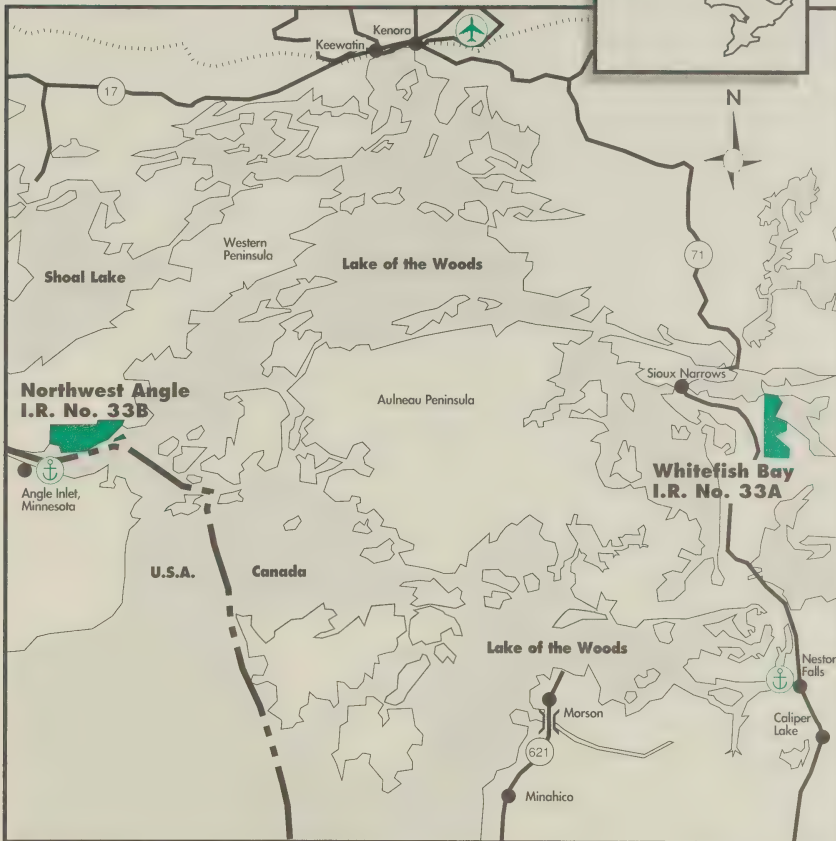 Kenora
Keewatin
17
N
Western
Peninsula
Lake of the Woods
71
Shoal Lake
Sioux Narrows
Northwest Angle
I.R. No. 33B
Aulneau Peninsula
Whitefish Bay
I.R. No. 33A
Angle Inlet,
Minnesota
U.S.A.
Canada
Lake of the Woods
Nestor
Falls
Morson
Caliper
Lake
621
Minahico